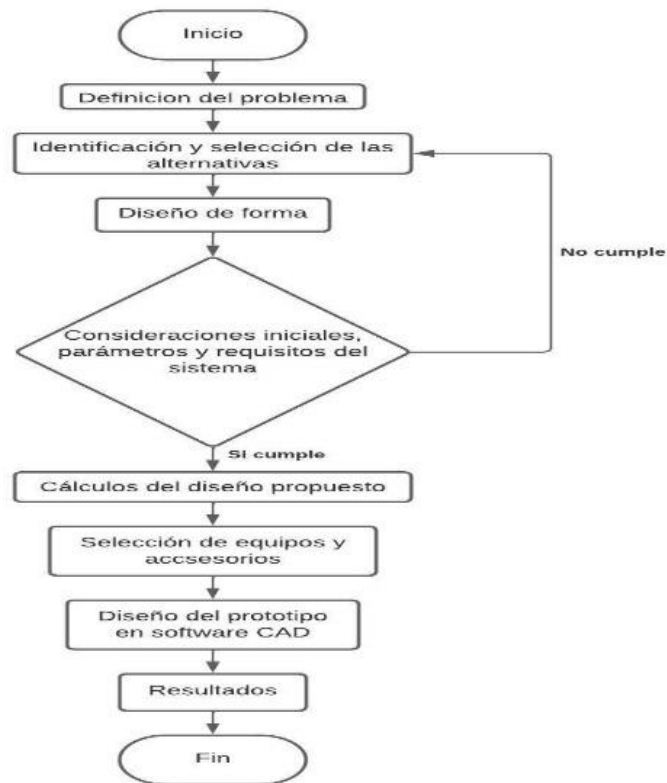 Inicio
Definicion del problema
Identificación y selección de las
alternativas
Diseño de forma
No cumple
Consideraciones iniciales,
parámetros y requisitos del
sistema
Si cumple
Cálculos del diseño propuesto
Selección de equipos y
accsesorios
Diseño del prototipo
en software CAD
Resultados
Fin